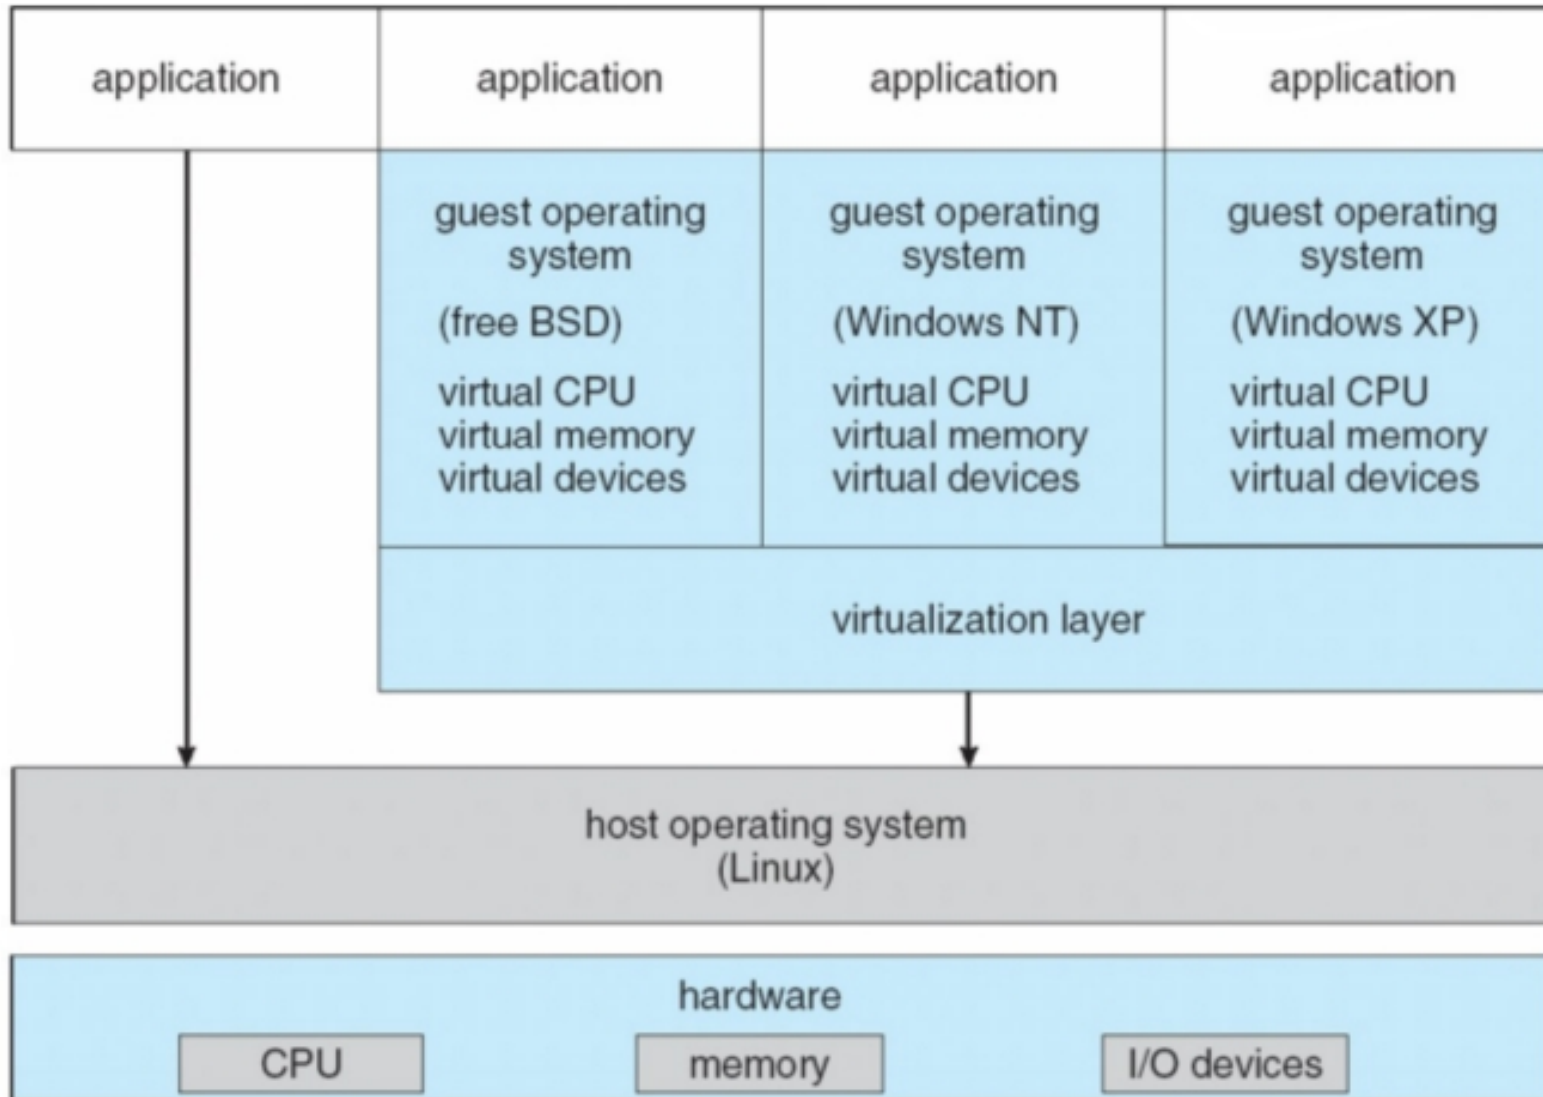 application
application
application
application
guest operating
system
(free BSD)
virtual CPU
virtual memory
virtual devices
guest operating
system
(Windows NT)
virtual CPU
virtual memory
virtual devices
guest operating
system
(Windows XP)
virtual CPU
virtual memory
virtual devices
virtualization layer
host operating system
(Linux)
hardware
CPU
memory
I/O devices